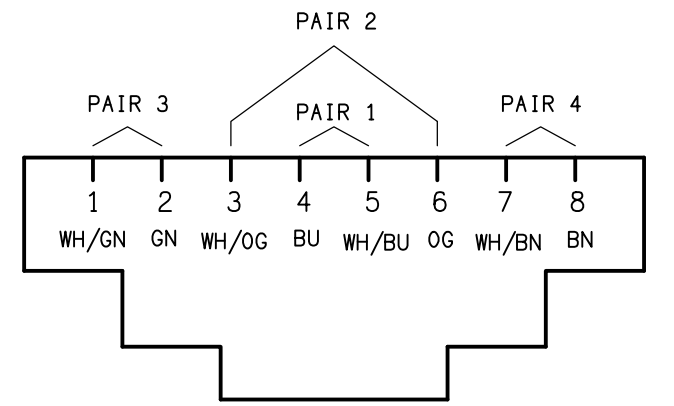 PAIR 2
PAIR 3 PAIR 1 PAIR 4
1 2 3 4 5 6 7 8
WH/GN GN WH/OG BU WH/BU OG WH/BN BN